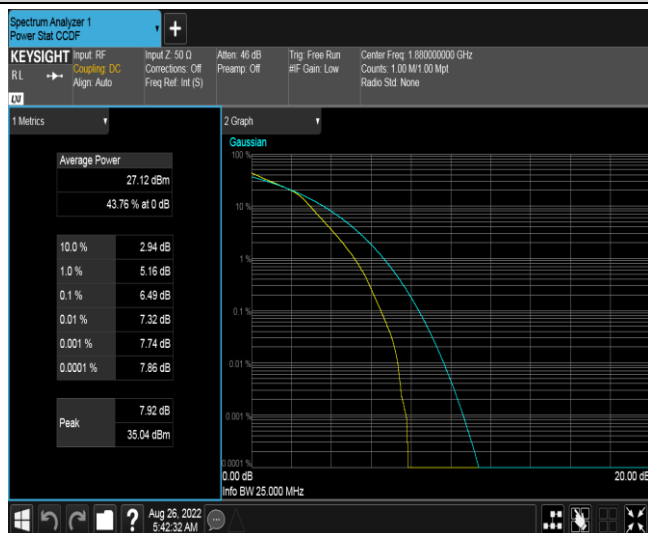 Spectrum Analyzer 1
Power Stat CCDF
+
KEYSIGHT
RL
LXI
Input: RF
Coupling: DC
Align: Auto
Input Z: 50 Ω
Corrections: Off
Freq Ref: Int (S)
Atten: 46 dB
Preamp: Off
Trig: Free Run
#IF Gain: Low
Center Freq: 1.880000000 GHz
Counts: 1.00 M/1.00 Mpt
Radio Std: None
1 Metrics
Average Power
27.12 dBm
43.76 % at 0 dB
10.0 % 2.94 dB
1.0 % 5.16 dB
0.1 % 6.49 dB
0.01 % 7.32 dB
0.001 % 7.74 dB
0.0001 % 7.86 dB
Peak 7.92 dB
35.04 dBm
2 Graph
Gaussian
100 %
10 %
1 %
0.1 %
0.01 %
0.001 %
0.0001 %
0.00 dB
20.00 dB
Info BW 25.000 MHz
?
Aug 26, 2022
5:42:32 AM